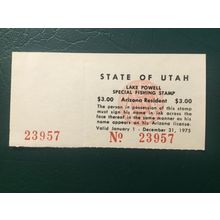 STATE OF UTAH
LAKE POWELL
SPECIAL FISHING STAMP
$3.00 Arizona Resident $3.00
The person in possession of this stamp
must sign his name in ink across the
face thereof in the same manner as his
name appears on his Arizona license.
Valid January 1 - December 31, 1975
23957 No. 23957